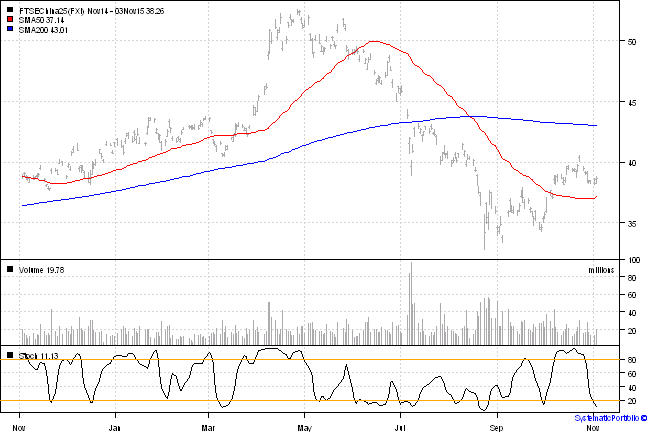 FTSEChina25(FXI) Nov14 - 03Nov15 38.26
SMA50 37.14
SMA200 43.01
50
45
40
35
Volume 19.78
millions
100
80
60
40
20
Stoch 11.13
80
60
40
20
Nov Jan Mar May Jul Sep Nov
SystematicPortfolio ©